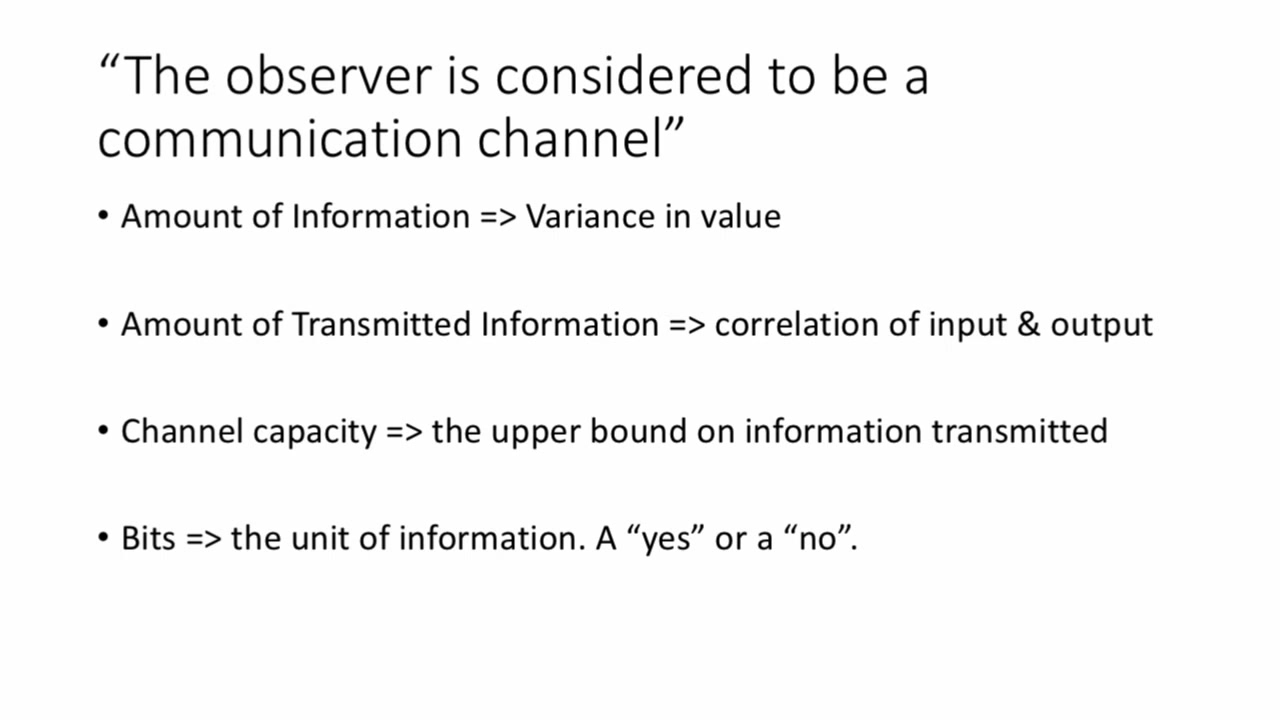 “The observer is considered to be a
communication channel”
• Amount of Information => Variance in value
• Amount of Transmitted Information => correlation of input & output
• Channel capacity => the upper bound on information transmitted
• Bits => the unit of information. A “yes” or a “no”.